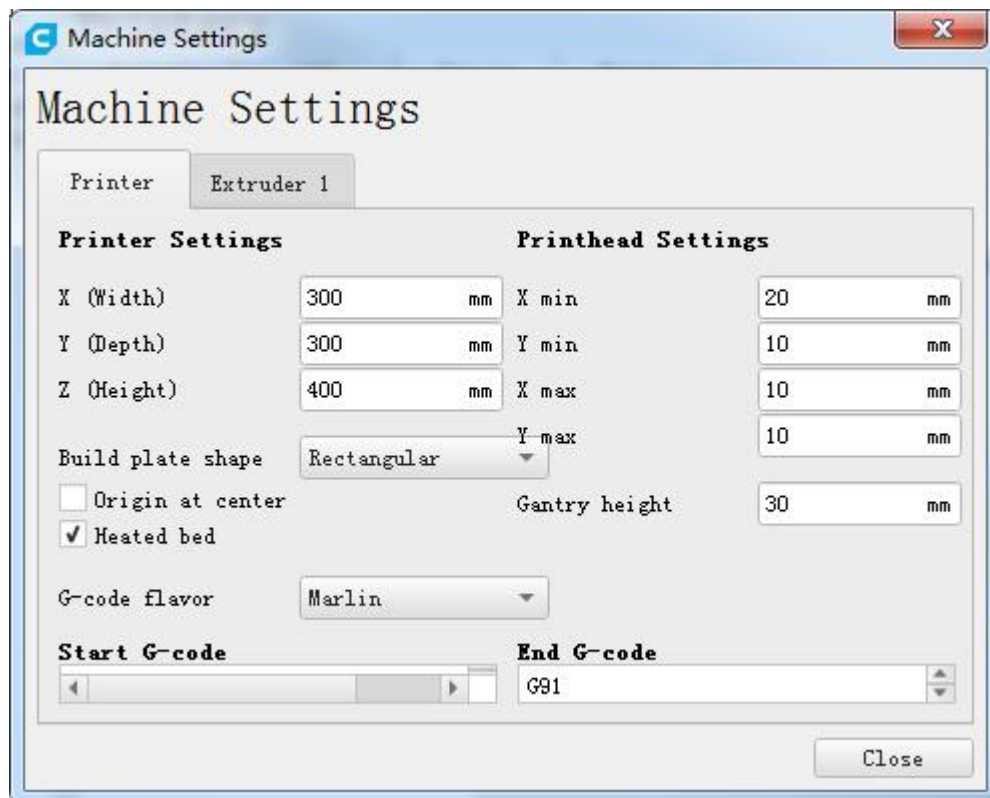 Machine Settings
Machine Settings
Printer
Extruder 1
Printer Settings
X (Width)
300 mm
Y (Depth)
300 mm
Z (Height)
400 mm
Build plate shape
Rectangular
Origin at center
Heated bed
G-code flavor
Marlin
Start G-code
Printhead Settings
X min
20 mm
Y min
10 mm
X max
10 mm
Y max
10 mm
Gantry height
30 mm
End G-code
G91
Close